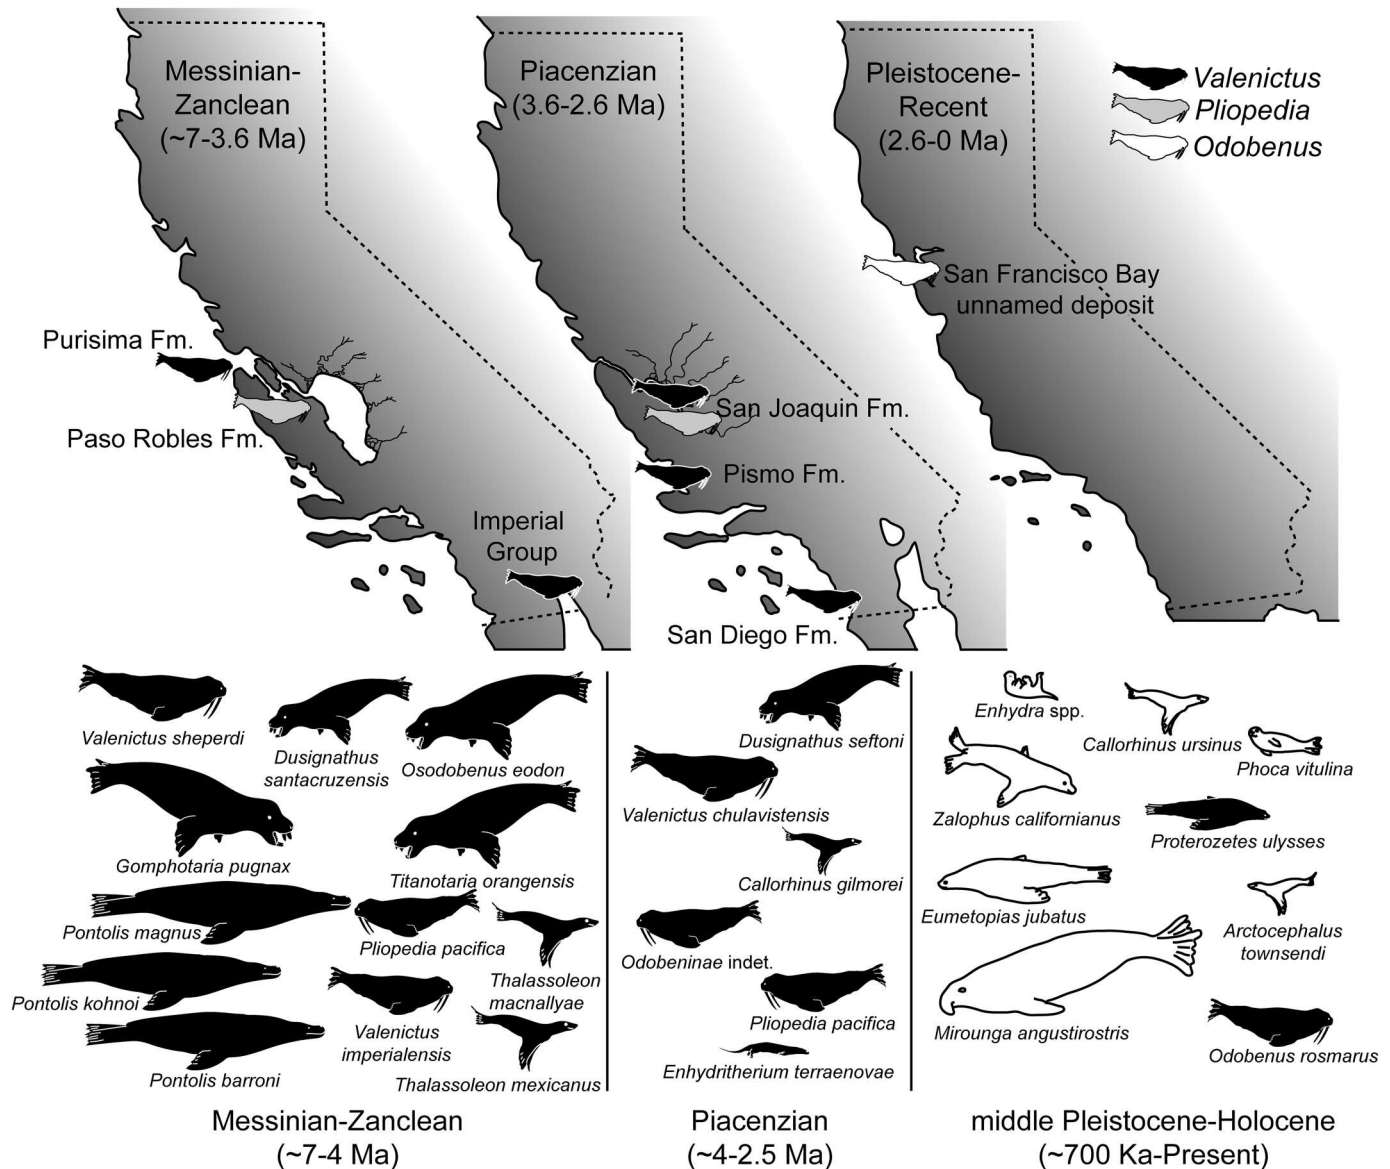 Messinian-
Zanclean
(~7-3.6 Ma)
Piacenzian
(3.6-2.6 Ma)
Pleistocene-
Recent
(2.6-0 Ma)
Valenictus
Pliopedia
Odobenus
Purisima Fm.
Paso Robles Fm.
Imperial
Group
San Joaquin Fm.
Pismo Fm.
San Diego Fm.
San Francisco Bay
unnamed deposit
Valenictus sheperdi
Dusignathus
santacruzensis
Osodobenus eodon
Gomphotaria pugnax
Titanotaria orangensis
Pontolis magnus
Pliopedia pacifica
Thalassoleon
macnallyae
Pontolis kohnoi
Valenictus
imperialensis
Pontolis barroni
Thalassoleon mexicanus
Dusignathus seftoni
Valenictus chulavistensis
Callorhinus gilmorei
Odobeninae indet.
Pliopedia pacifica
Enhydritherium terraenovae
Enhydra spp.
Callorhinus ursinus
Phoca vitulina
Zalophus californianus
Proterozetes ulysses
Eumetopias jubatus
Arctocephalus
townsendi
Mirounga angustirostris
Odobenus rosmarus
Messinian-Zanclean
(~7-4 Ma)
Piacenzian
(~4-2.5 Ma)
middle Pleistocene-Holocene
(~700 Ka-Present)